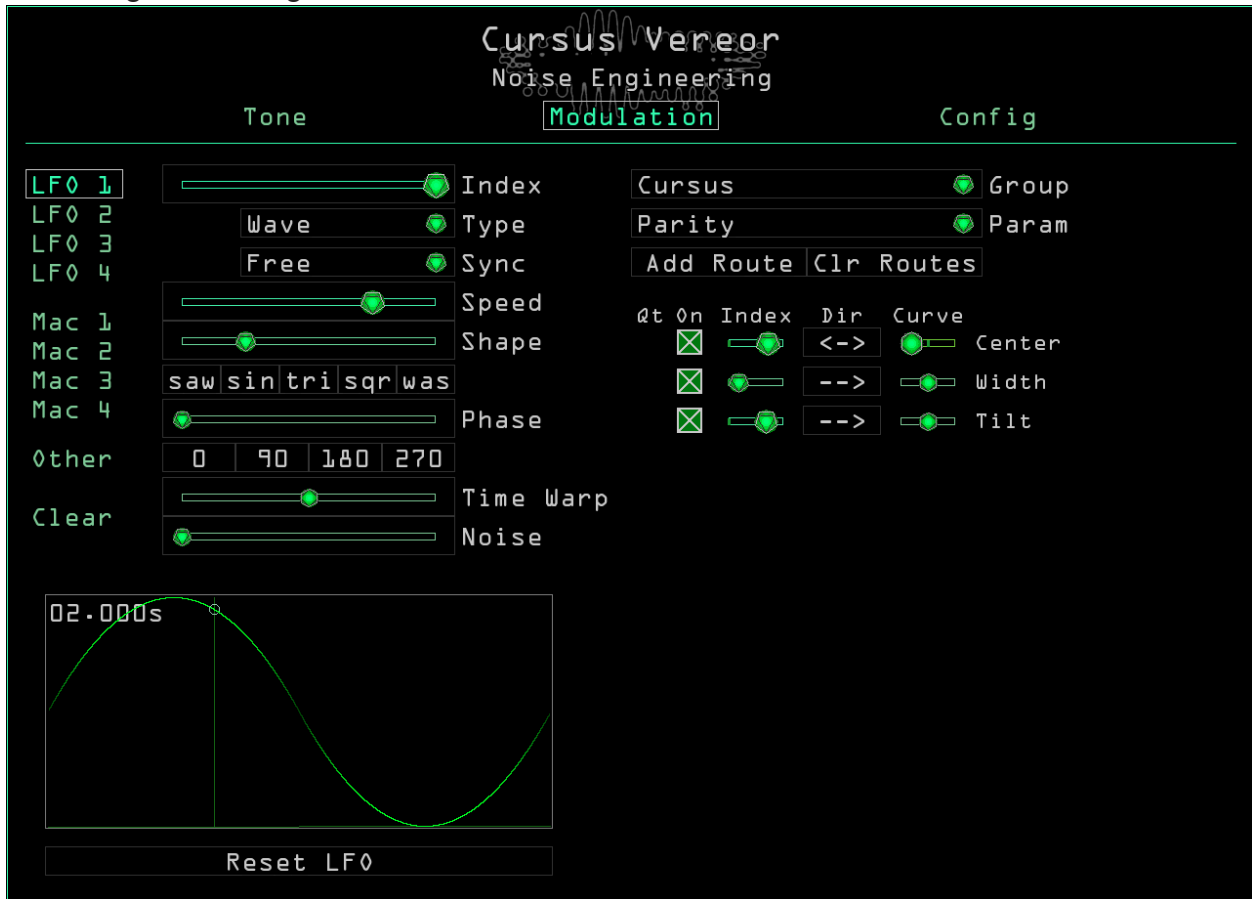 Cursus Vereor
Noise Engineering
Tone Modulation Config
LFO 1
LFO 2
LFO 3
LFO 4
Mac 1
Mac 2
Mac 3
Mac 4
Other
Clear
Index
Wave Type
Free Sync
Speed
Shape
saw sin tri sqr was
Phase
0 90 180 270
Time Warp
Noise
Cursus Group
Parity Param
Add Route Clr Routes
Qt On Index Dir Curve
<-> Center
--> Width
--> Tilt
02.000s
Reset LFO